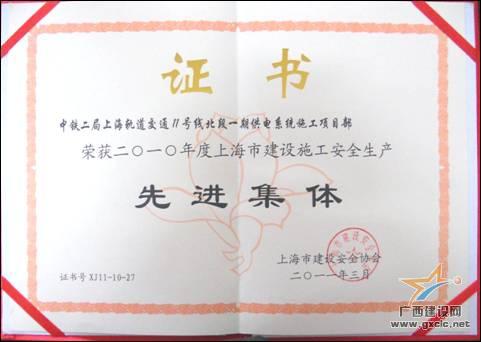 证书
中铁二局上海轨道交通11号线北段一期供电系统施工项目部
荣获二〇一〇年度上海市建设施工安全生产
先进集体
上海市建设安全协会
二〇一一年三月
证书号 XJ11-10-27
广西建设网
www.gxcic.net